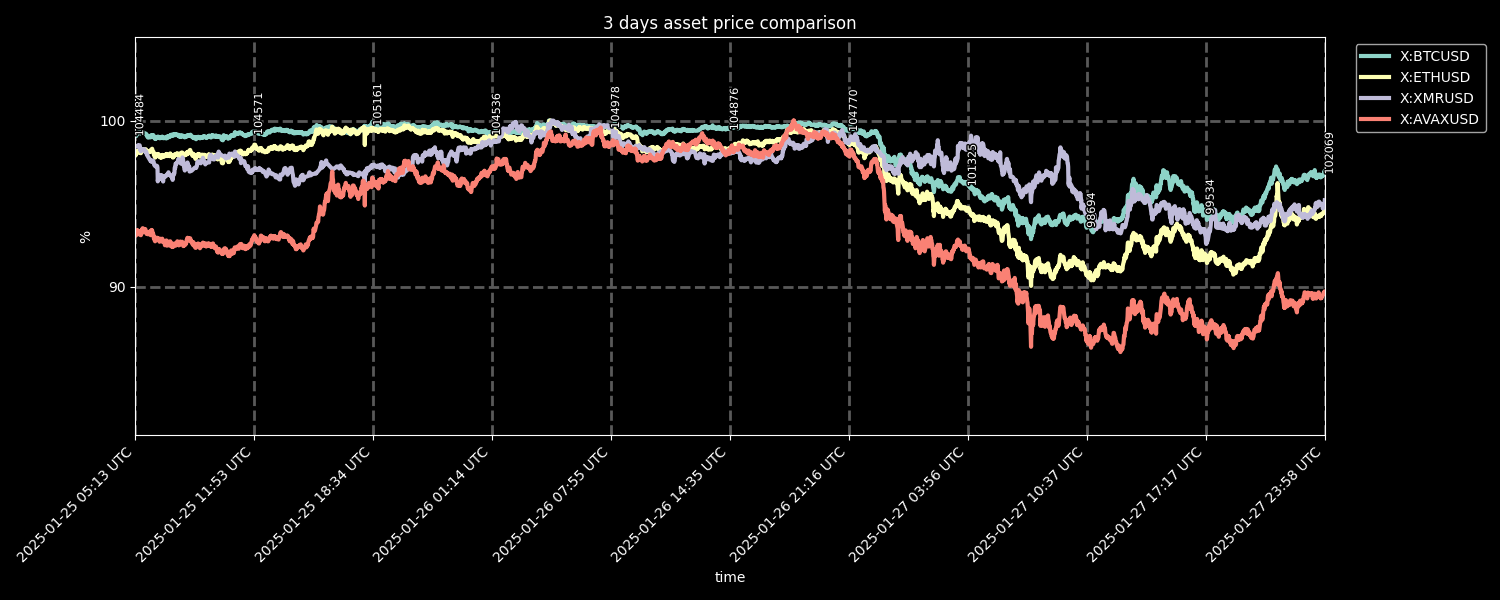 3 days asset price comparison
X:BTCUSD
X:ETHUSD
X:XMRUSD
X:AVAXUSD
%
100
90
104484
104571
105161
104536
104978
104876
104770
101325
98694
99534
102069
2025-01-25 05:13 UTC
2025-01-25 11:53 UTC
2025-01-25 18:34 UTC
2025-01-26 01:14 UTC
2025-01-26 07:55 UTC
2025-01-26 14:35 UTC
2025-01-26 21:16 UTC
2025-01-27 03:56 UTC
2025-01-27 10:37 UTC
2025-01-27 17:17 UTC
2025-01-27 23:58 UTC
time